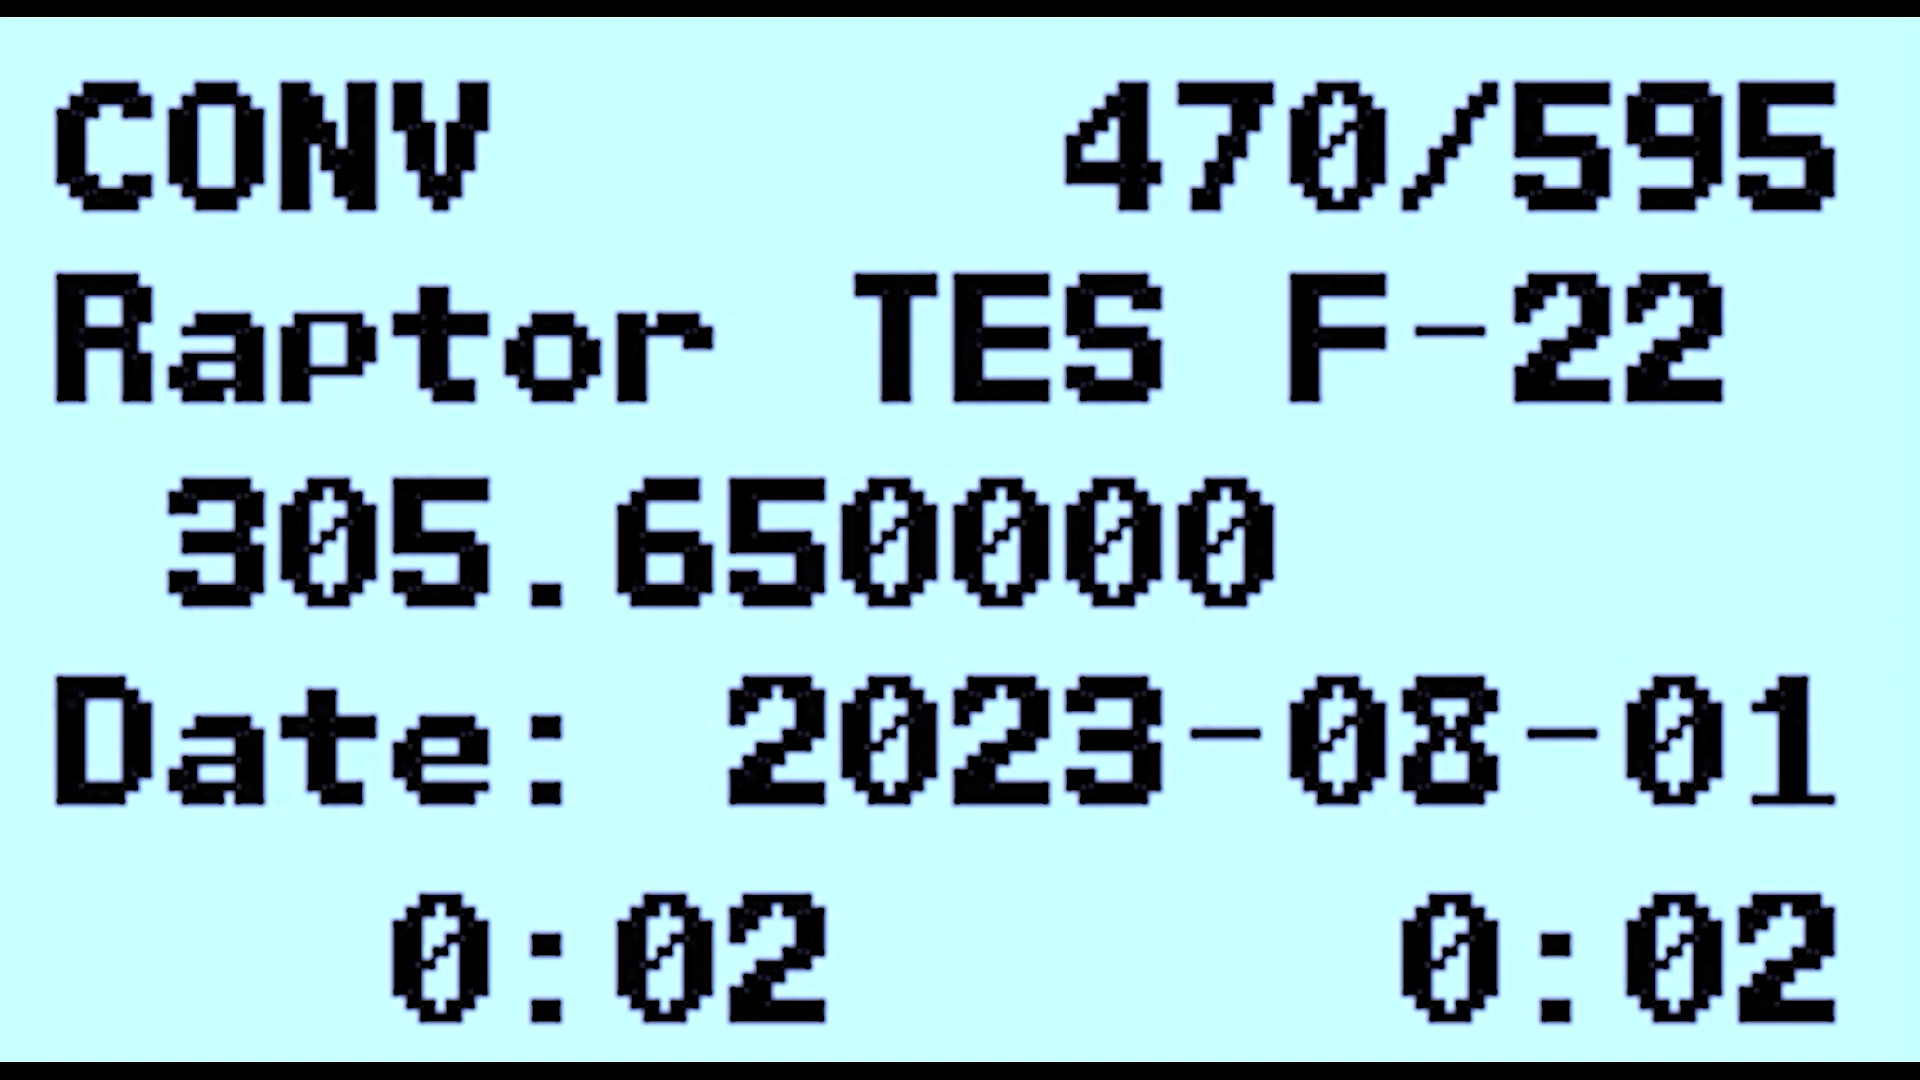 CONV 470/595
Raptor TES F-22
305.650000
Date: 2023-08-01
0:02 0:02